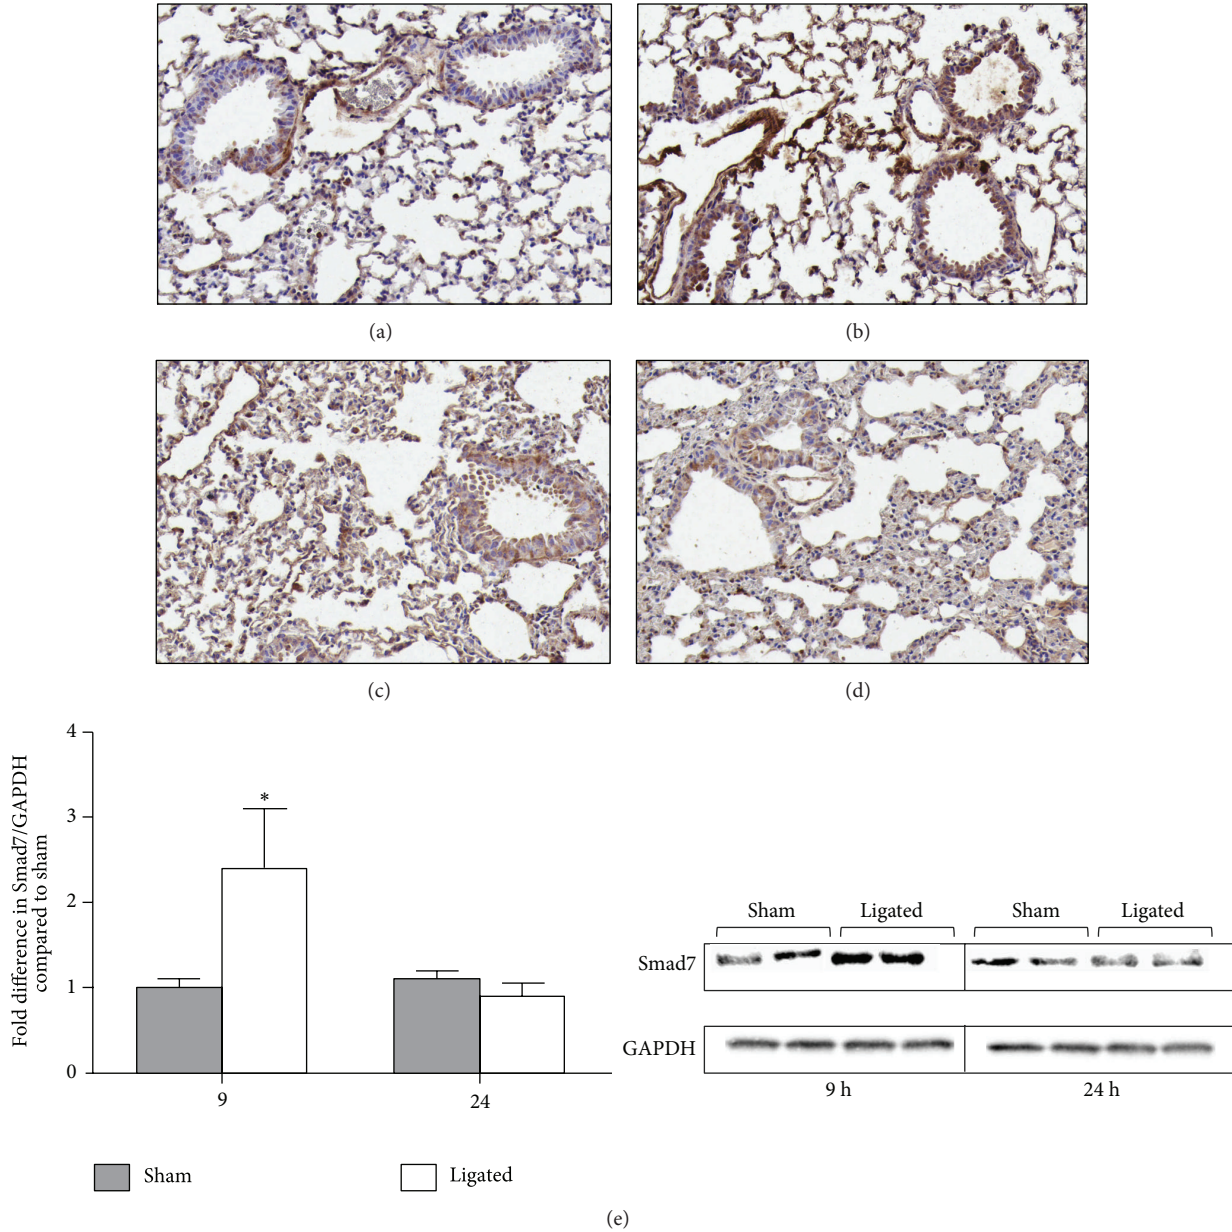 (a)
(b)
(c)
(d)
Fold difference in Smad7/GAPDH
compared to sham
4
3
2
1
0
*
9
24
Sham
Ligated
Sham
Ligated
Sham
Ligated
Smad7
GAPDH
9 h
24 h
(e)